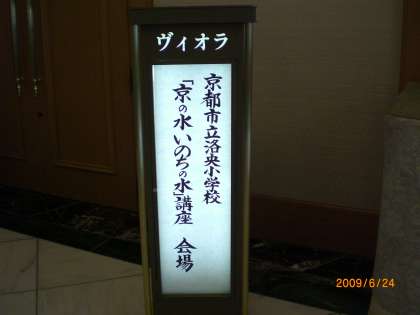 ヴィオラ
京都市立洛央小学校
「京の水いのちの水」講座　会場
2009/6/24